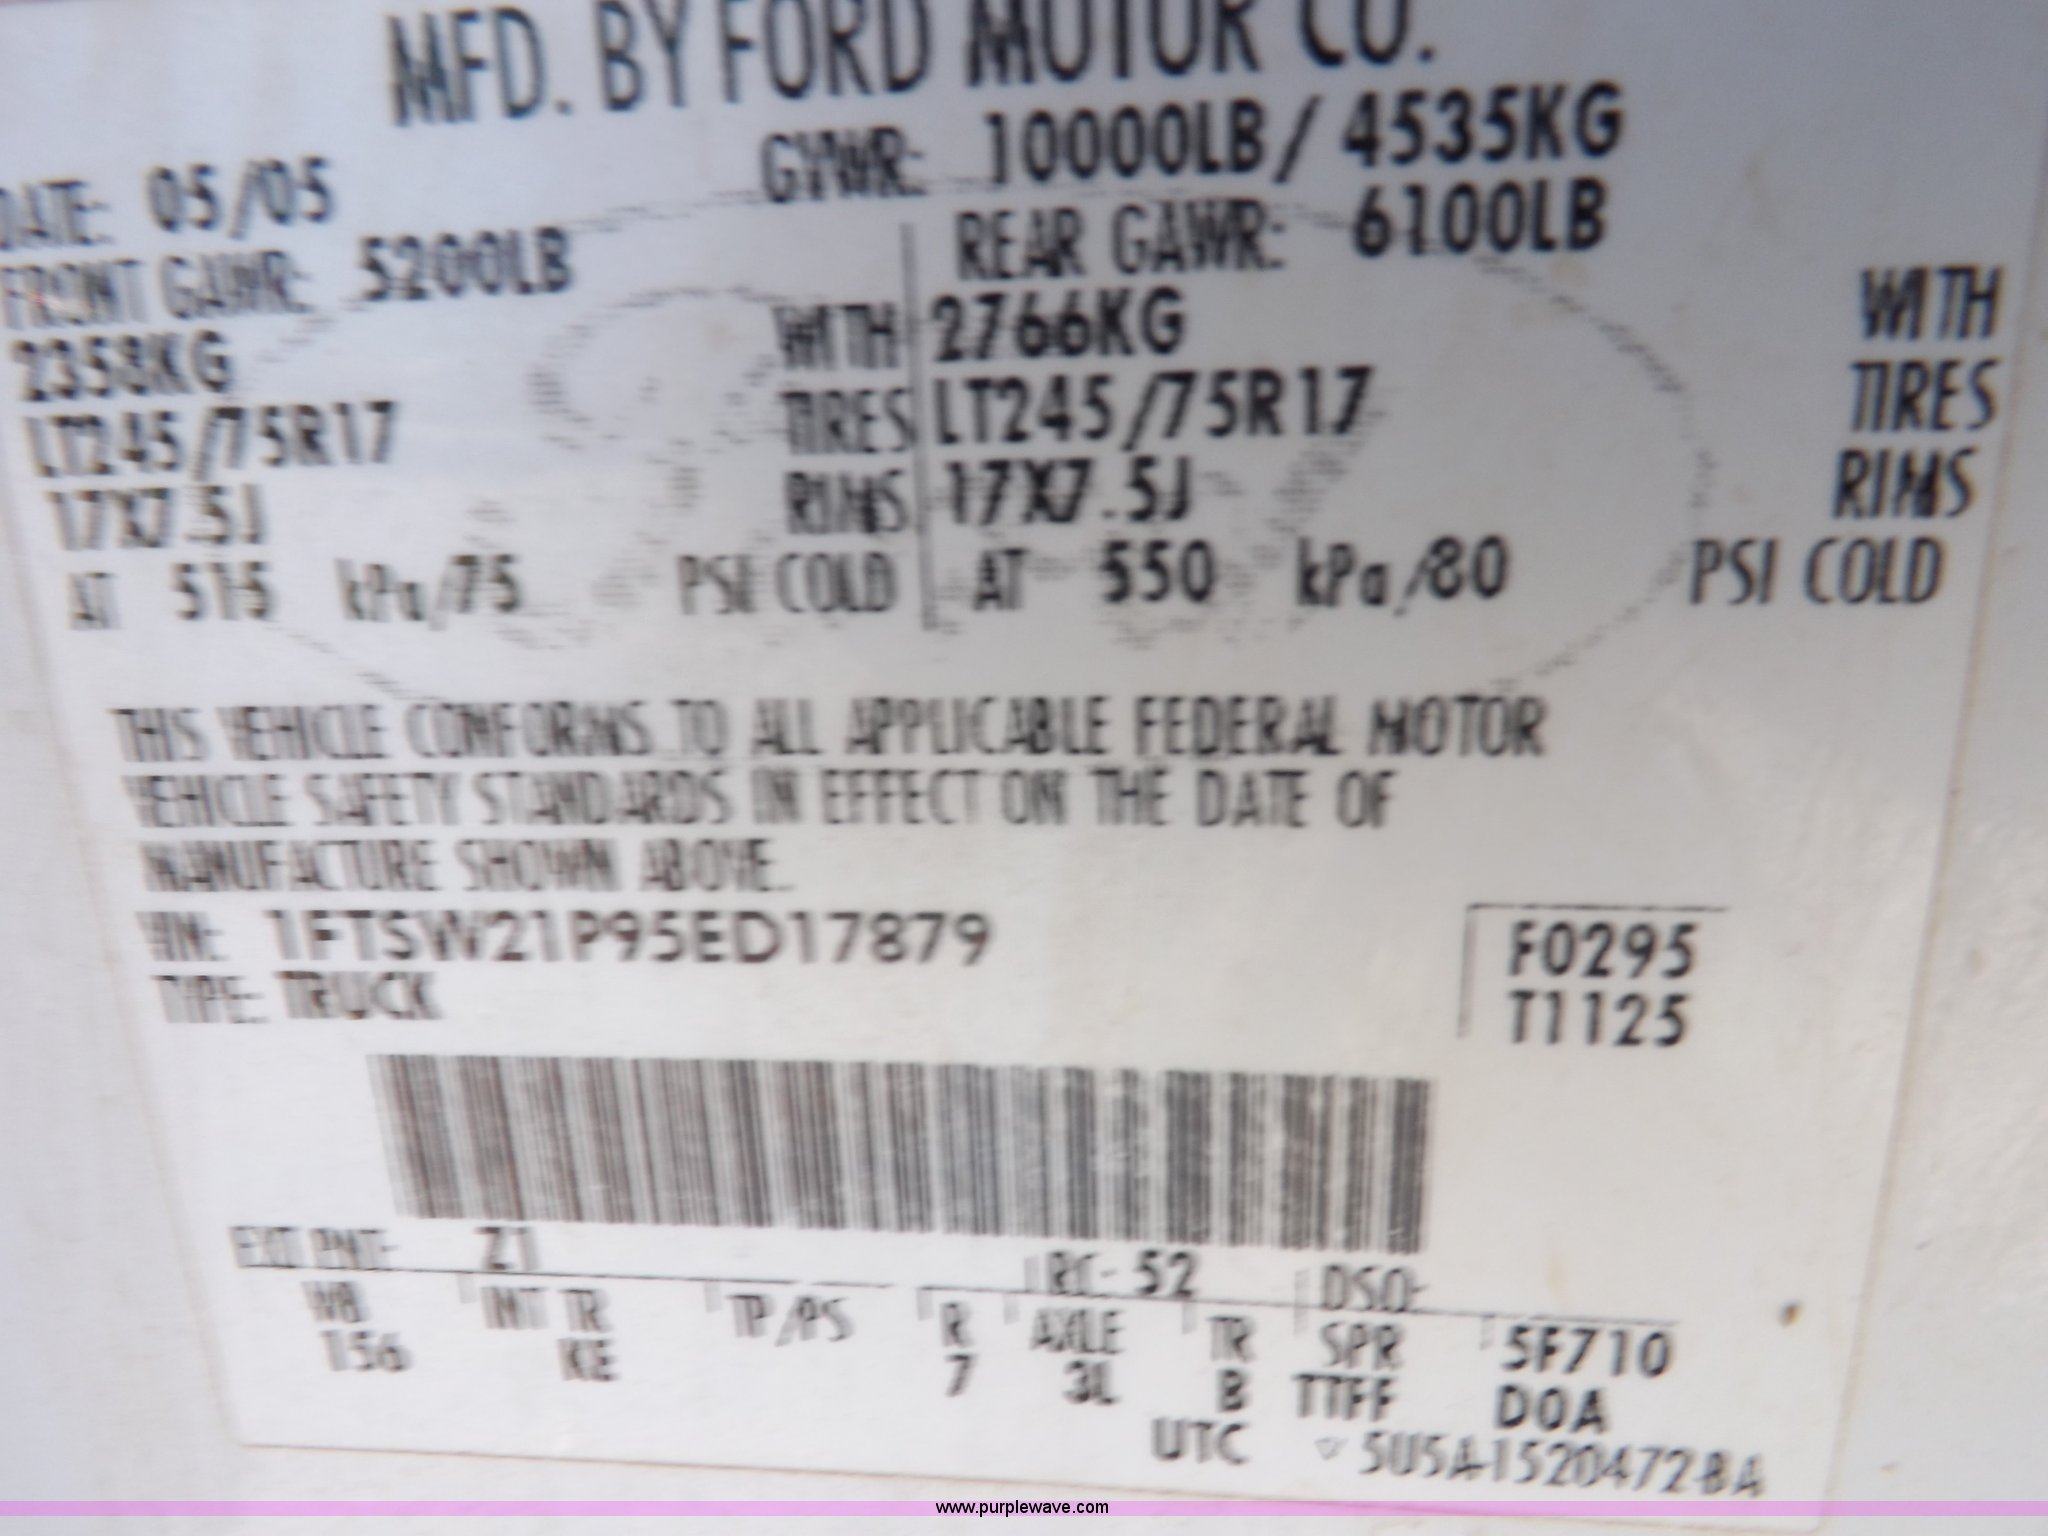 MFD. BY FORD MOTOR CO.
DATE: 05/05 GVWR: 10000LB / 4535KG
FRONT GAWR: 5200LB REAR GAWR: 6100LB
2358KG WITH 2766KG WITH
LT245/75R17 TIRES LT245/75R17 TIRES
17X7.5J RIMS 17X7.5J RIMS
AT 515 kPa/75 PSI COLD AT 550 kPa/80 PSI COLD
THIS VEHICLE CONFORMS TO ALL APPLICABLE FEDERAL MOTOR
VEHICLE SAFETY STANDARDS IN EFFECT ON THE DATE OF
MANUFACTURE SHOWN ABOVE.
VIN: 1FTSW21P95ED17879 F0295
TYPE: TRUCK T1125
EXT PNT: Z1 RC: 52 DSO:
WB INT TR TP/PS R AXLE TR SPR 5F710
156 KE 7 3L B TTFF DOA
UTC ▽ 5U5A-1520472-BA
www.purplewave.com